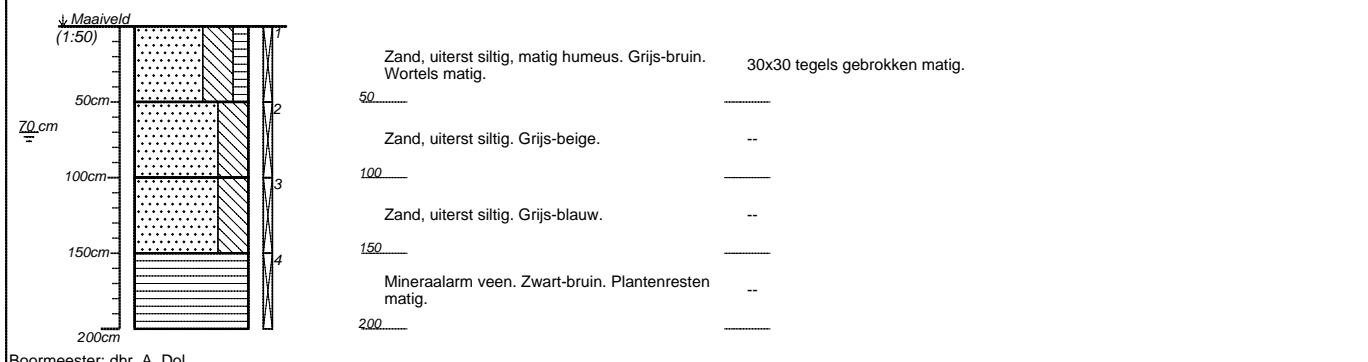 Maaiveld
(1:50)
1
Zand, uiterst siltig, matig humeus. Grijs-bruin.
Wortels matig.
30x30 tegels gebrokken matig.
50cm
50
2
70 cm
Zand, uiterst siltig. Grijs-beige.
--
100cm
100
3
Zand, uiterst siltig. Grijs-blauw.
--
150cm
150
4
Mineraalarm veen. Zwart-bruin. Plantenresten
matig.
--
200cm
200
Boormeester: dhr. A. Dol